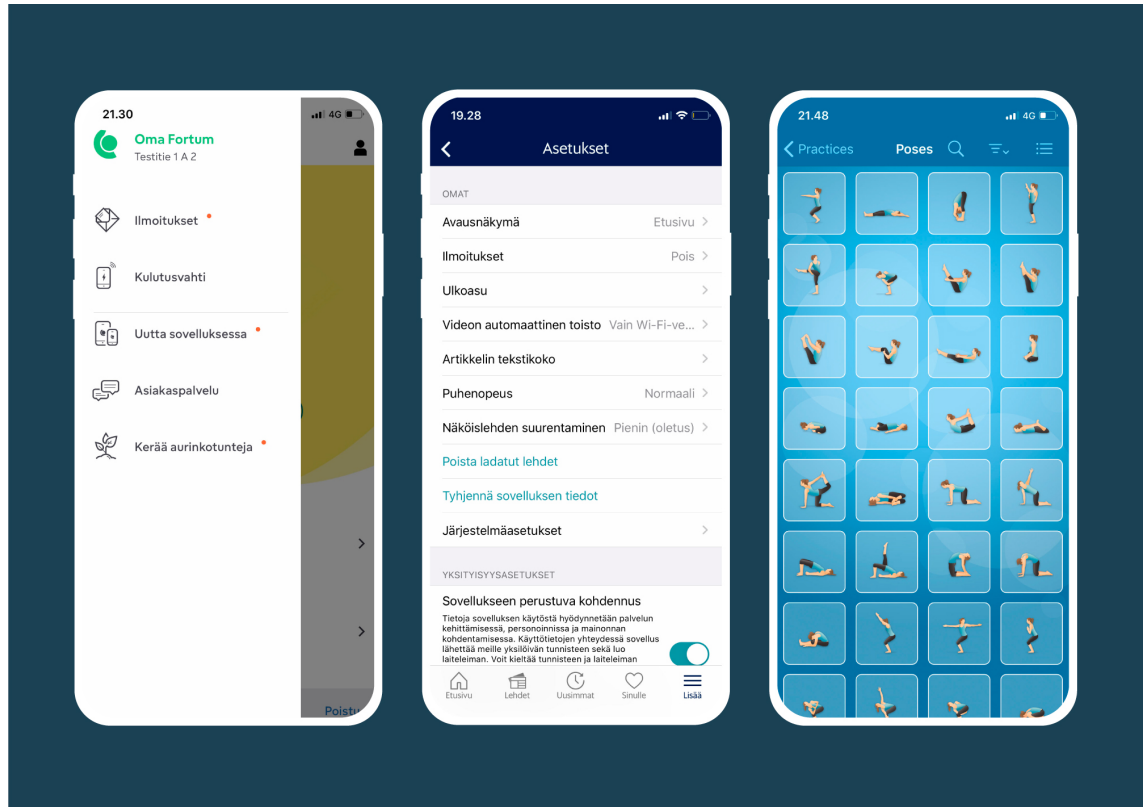 21.30
4G
Oma Fortum
Testitie 1 A 2
Ilmoitukset
Kulutusvahti
Uutta sovelluksessa
Asiakaspalvelu
Kerää aurinkotunteja
19.28
Asetukset
OMAT
Avausnäkymä Etusivu
Ilmoitukset Pois
Ulkoasu
Videon automaattinen toisto Vain Wi-Fi-ve...
Artikkelin tekstikoko
Puhenopeus Normaali
Näköislehden suurentaminen Pienin (oletus)
Poista ladatut lehdet
Tyhjennä sovelluksen tiedot
Järjestelmäasetukset
YKSITYISYYSASETUKSET
Sovellukseen perustuva kohdennus
Tietoja sovelluksen käytöstä hyödynnetään palvelun
kehittämisessä, personoinnissa ja mainonnan
kohdentamisessa. Käyttötietojen yhteydessä sovellus
lähettää meille yksilöivän tunnisteen sekä luo
laiteleiman. Voit kieltää tunnisteen ja laiteleiman
Etusivu Lehdet Uusimmat Sinulle Lisää
21.48
4G
Practices Poses